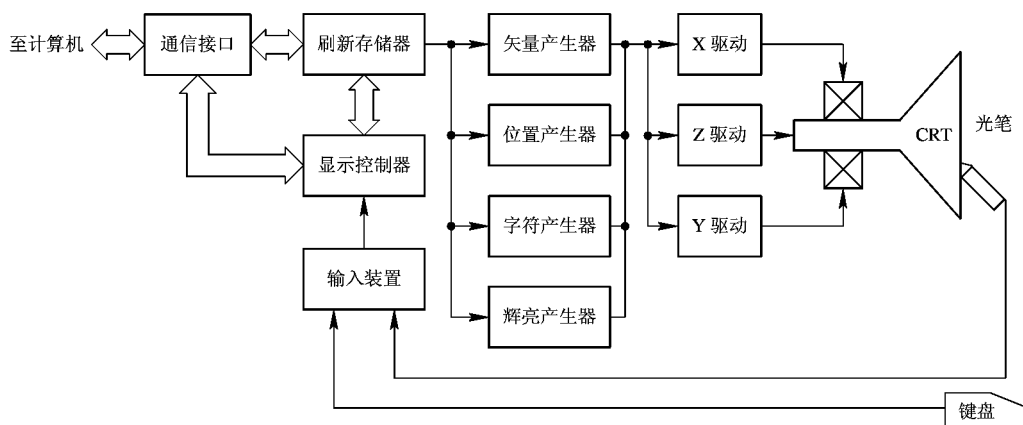 至计算机
通信接口
刷新存储器
矢量产生器
X 驱动
位置产生器
Z 驱动
CRT
光笔
显示控制器
字符产生器
Y 驱动
输入装置
辉亮产生器
键盘